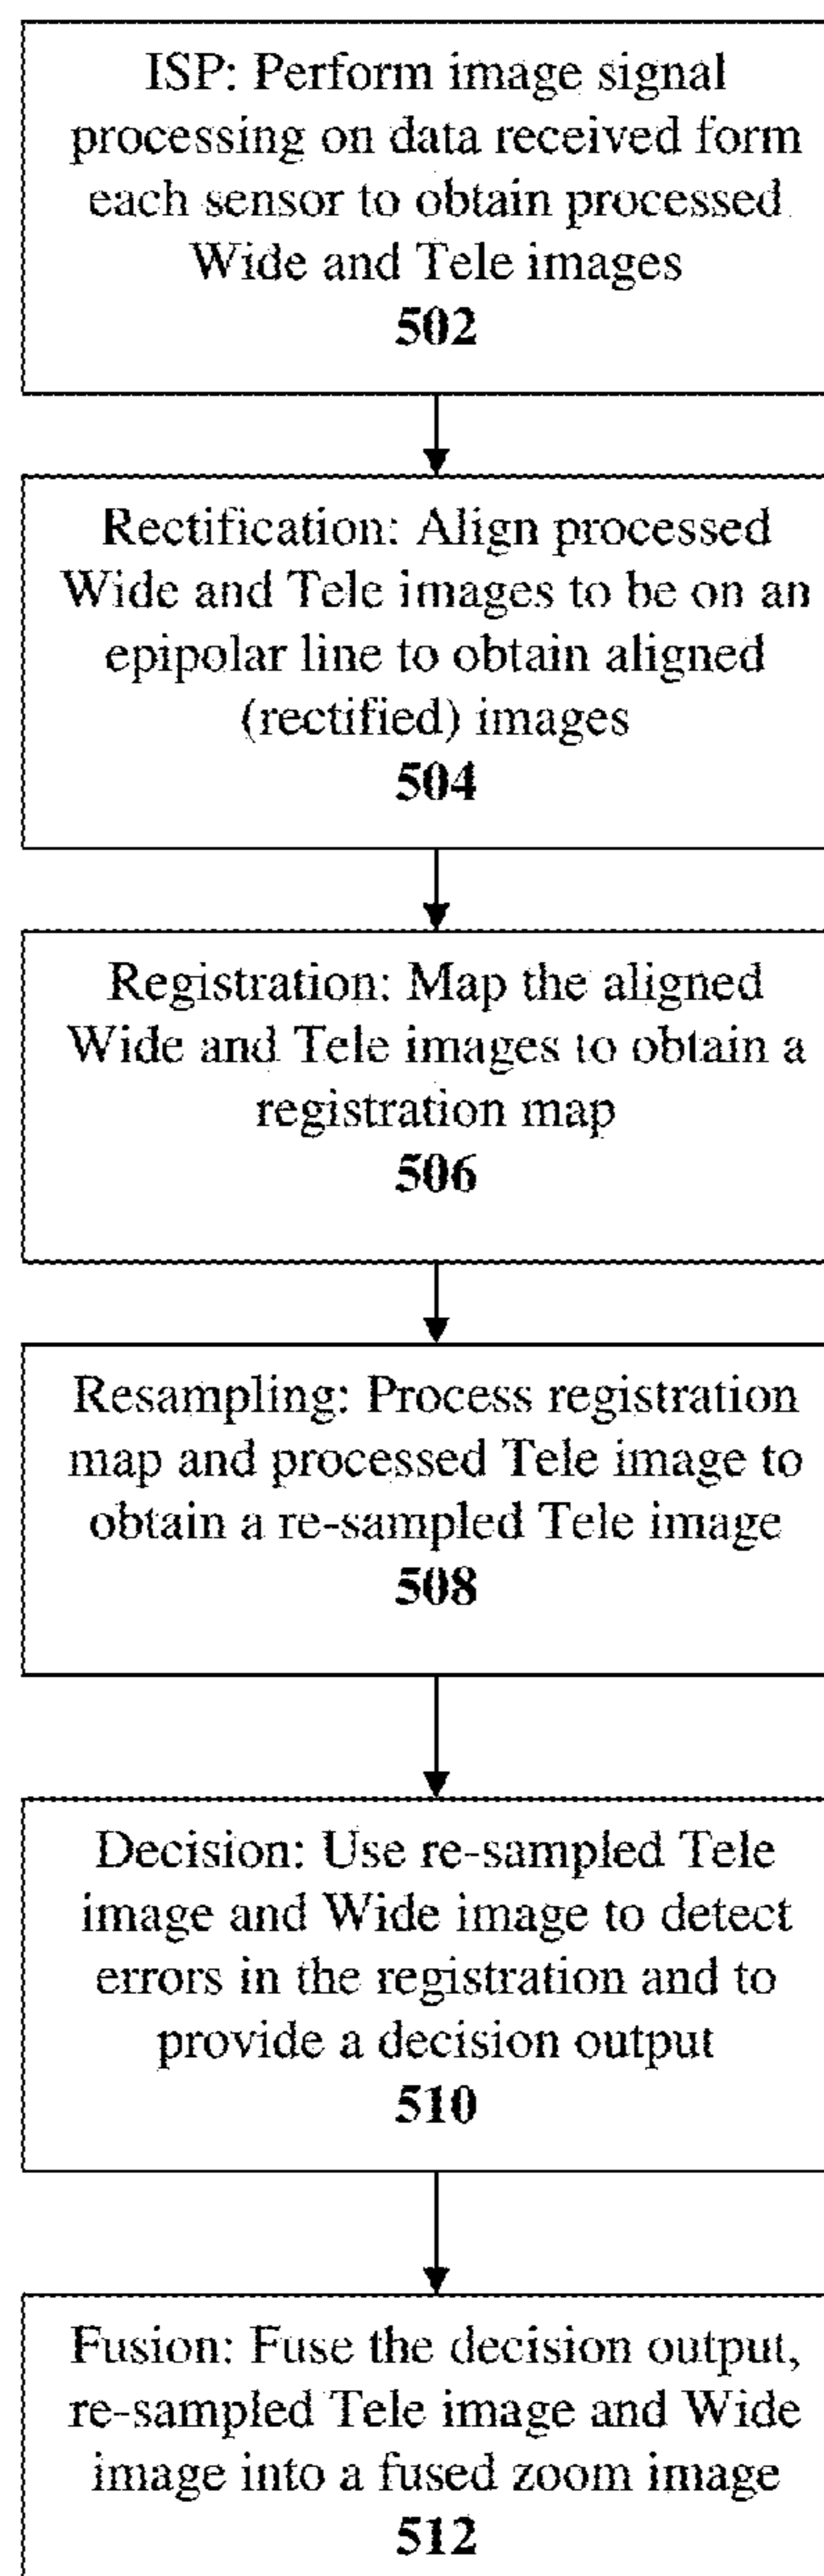 ISP: Perform image signal
processing on data received form
each sensor to obtain processed
Wide and Tele images
502
Rectification: Align processed
Wide and Tele images to be on an
epipolar line to obtain aligned
(rectified) images
504
Registration: Map the aligned
Wide and Tele images to obtain a
registration map
506
Resampling: Process registration
map and processed Tele image to
obtain a re-sampled Tele image
508
Decision: Use re-sampled Tele
image and Wide image to detect
errors in the registration and to
provide a decision output
510
Fusion: Fuse the decision output,
re-sampled Tele image and Wide
image into a fused zoom image
512